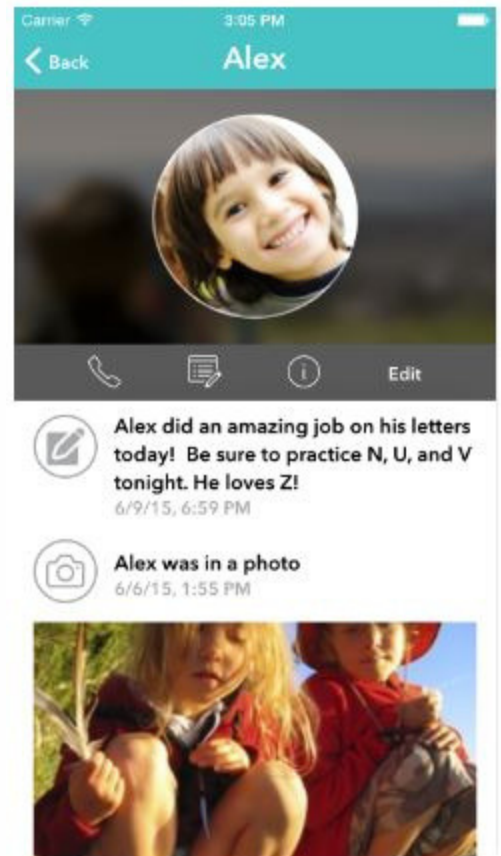 Carrier 3:05 PM
Back Alex
Edit
Alex did an amazing job on his letters
today! Be sure to practice N, U, and V
tonight. He loves Z!
6/9/15, 6:59 PM
Alex was in a photo
6/6/15, 1:55 PM